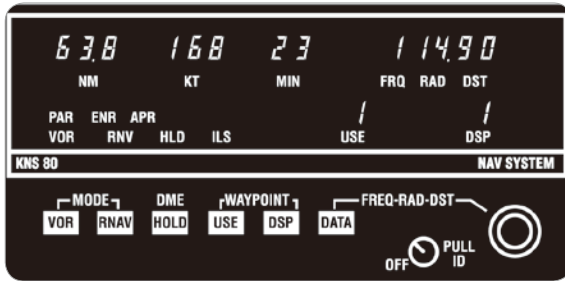 63.8 168 23 114.90
NM KT MIN FRQ RAD DST
PAR ENR APR
VOR RNV HLD ILS
1 1
USE DSP
KNS 80 NAV SYSTEM
MODE DME WAYPOINT FREQ-RAD-DST
VOR RNAV HOLD USE DSP DATA
OFF PULL ID